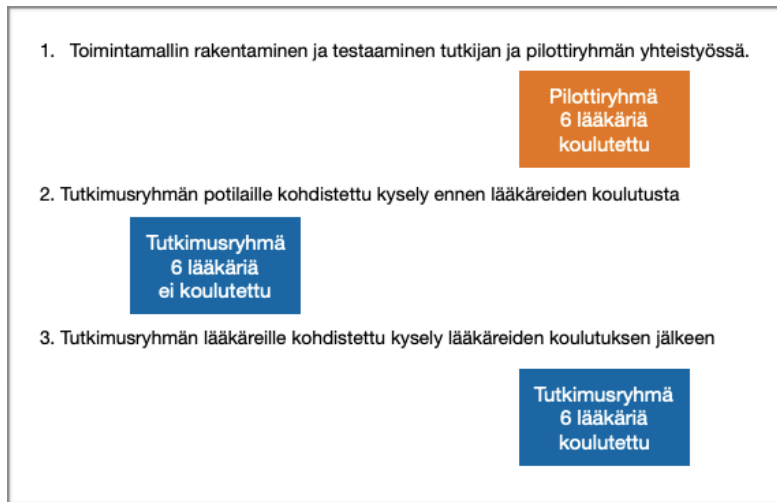 1. Toimintamallin rakentaminen ja testaaminen tutkijan ja pilottiryhmän yhteistyössä.
Pilottiryhmä
6 lääkäriä
koulutettu
2. Tutkimusryhmän potilaille kohdistettu kysely ennen lääkäreiden koulutusta
Tutkimusryhmä
6 lääkäriä
ei koulutettu
3. Tutkimusryhmän lääkäreille kohdistettu kysely lääkäreiden koulutuksen jälkeen
Tutkimusryhmä
6 lääkäriä
koulutettu